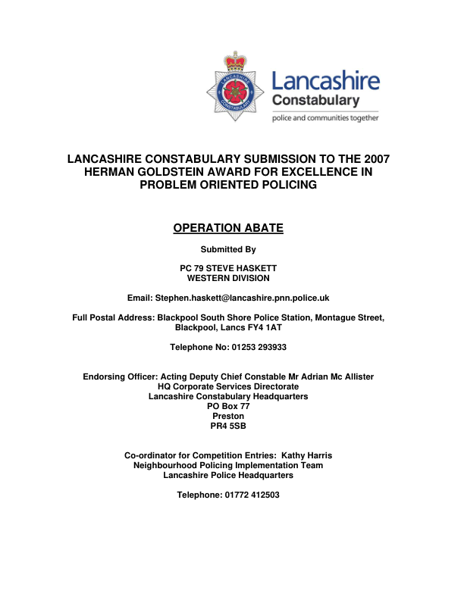 Lancashire
Constabulary
police and communities together
LANCASHIRE CONSTABULARY SUBMISSION TO THE 2007
HERMAN GOLDSTEIN AWARD FOR EXCELLENCE IN
PROBLEM ORIENTED POLICING
OPERATION ABATE
Submitted By
PC 79 STEVE HASKETT
WESTERN DIVISION
Email: Stephen.haskett@lancashire.pnn.police.uk
Full Postal Address: Blackpool South Shore Police Station, Montague Street,
Blackpool, Lancs FY4 1AT
Telephone No: 01253 293933
Endorsing Officer: Acting Deputy Chief Constable Mr Adrian Mc Allister
HQ Corporate Services Directorate
Lancashire Constabulary Headquarters
PO Box 77
Preston
PR4 5SB
Co-ordinator for Competition Entries: Kathy Harris
Neighbourhood Policing Implementation Team
Lancashire Police Headquarters
Telephone: 01772 412503